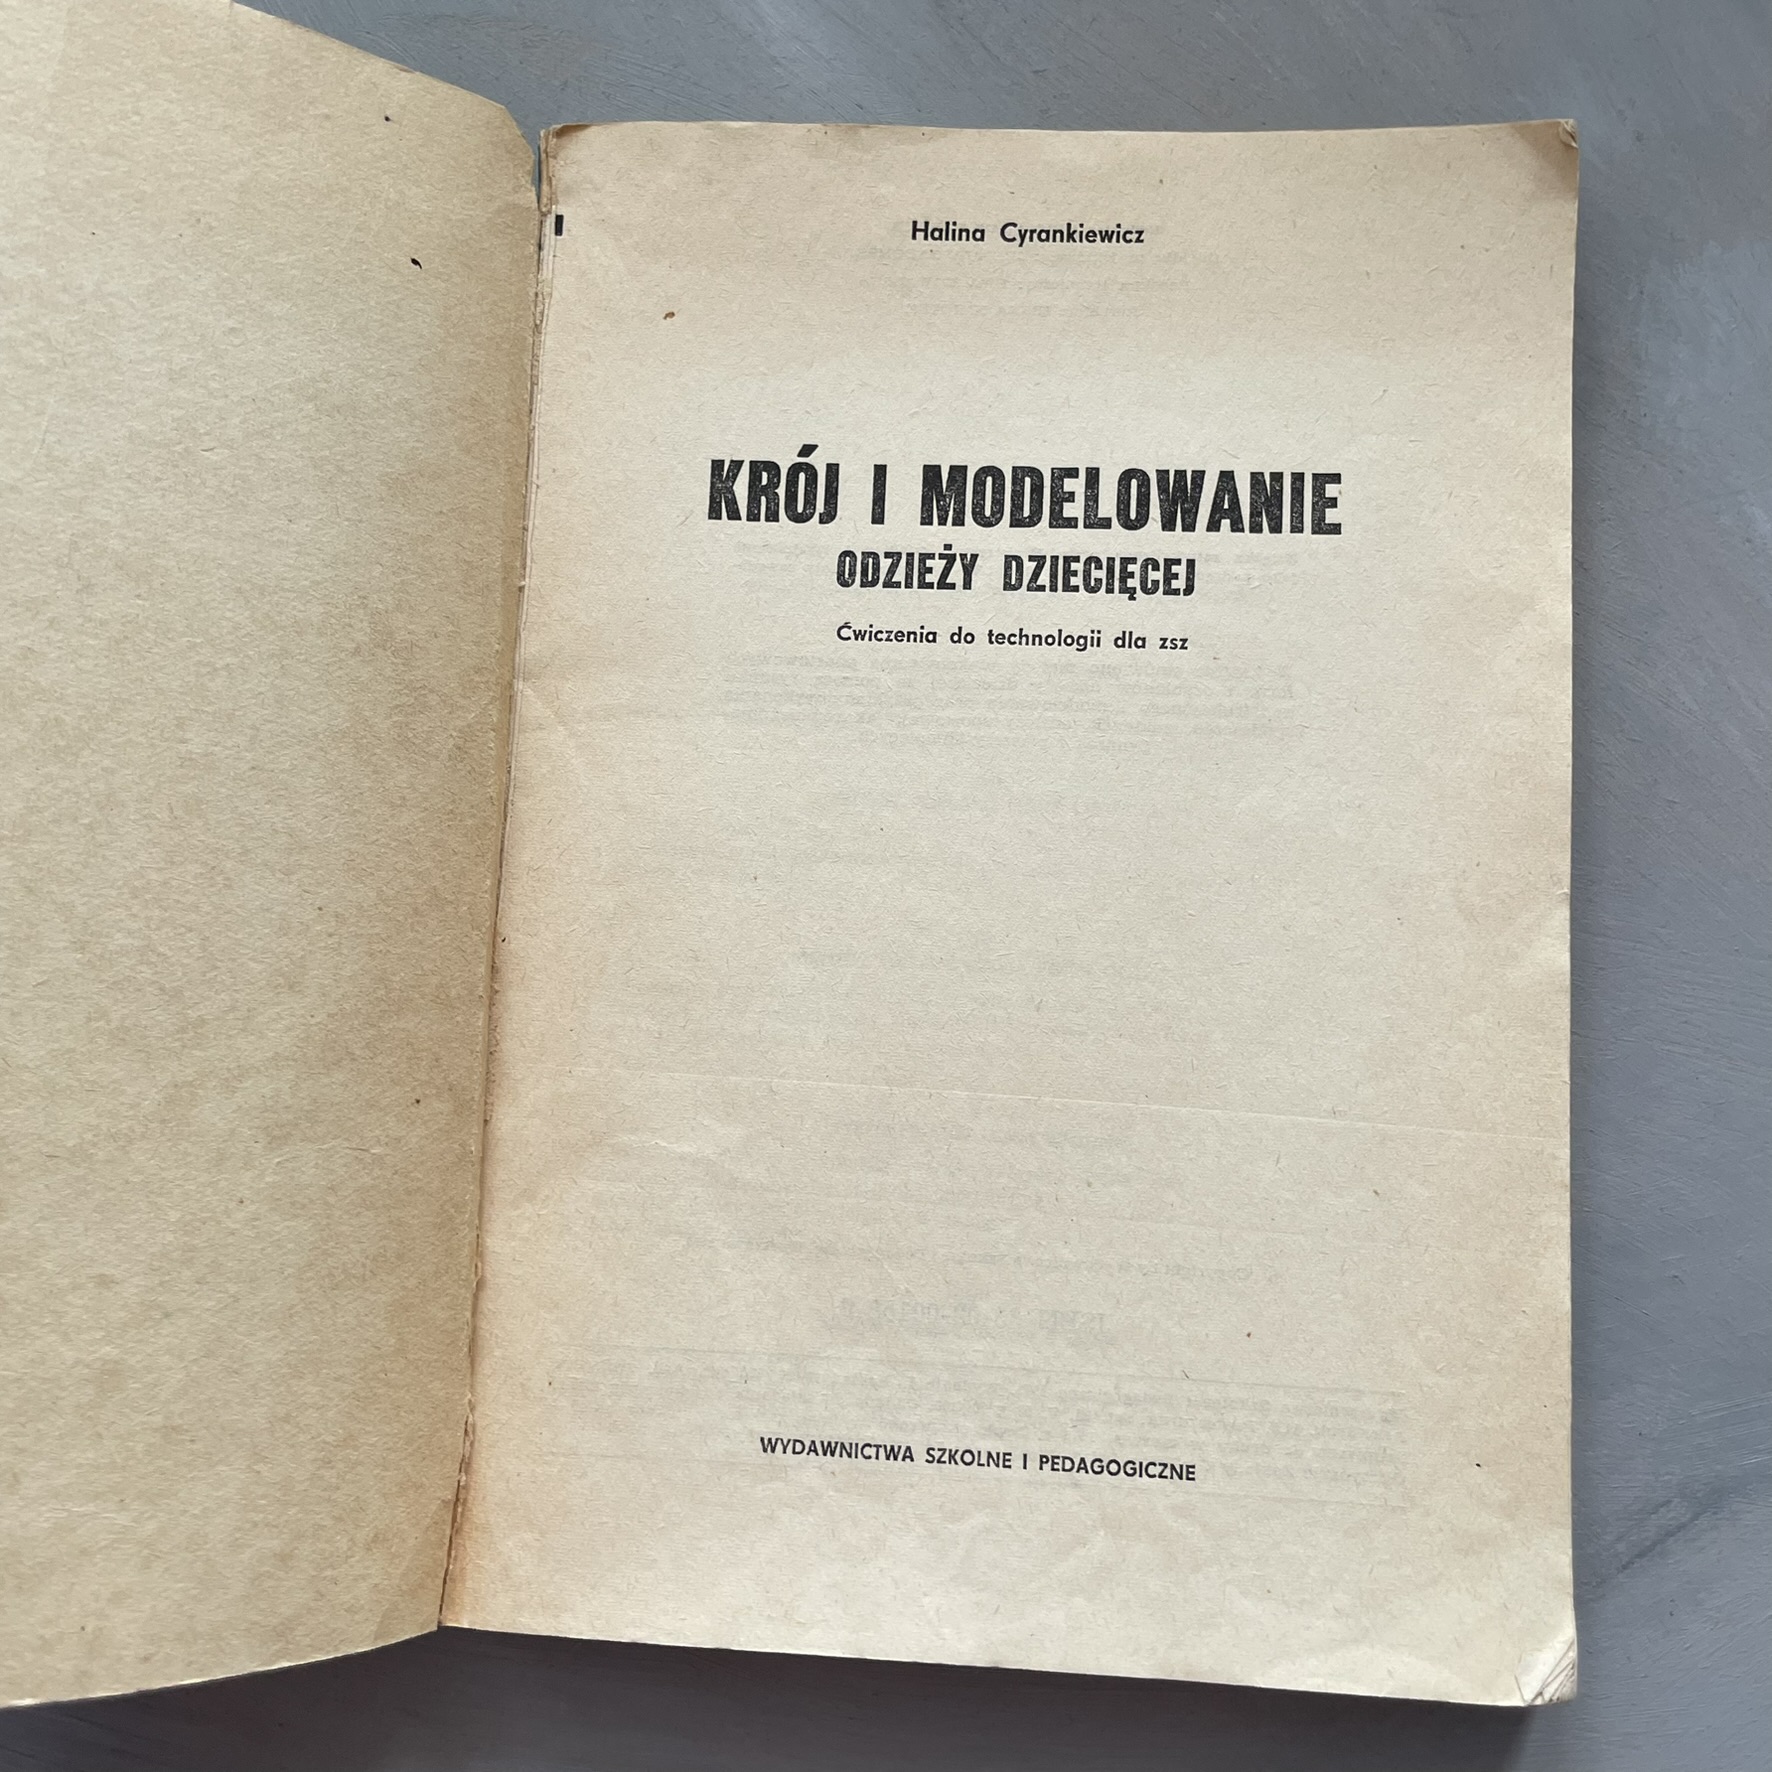 Halina Cyrankiewicz
KRÓJ I MODELOWANIE
ODZIEŻY DZIECIĘCEJ
Ćwiczenia do technologii dla zsz
WYDAWNICTWA SZKOLNE I PEDAGOGICZNE